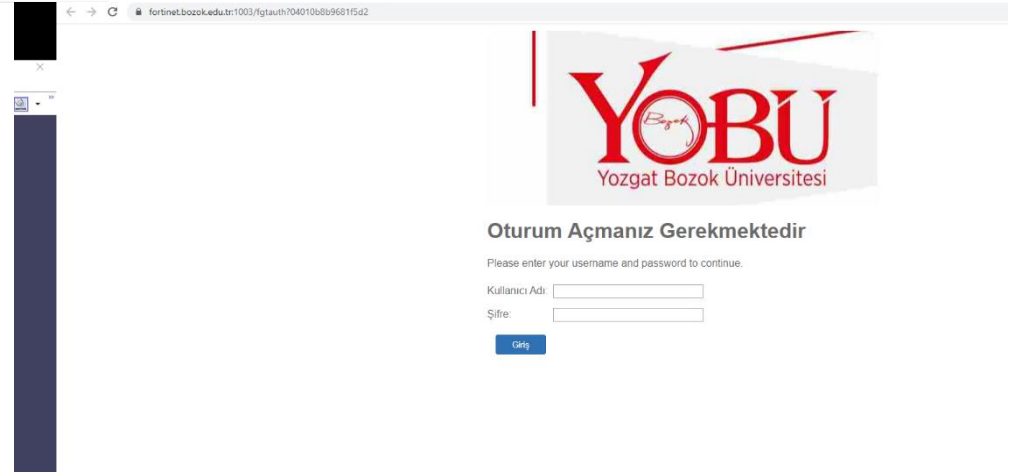 fortinet.bozok.edu.tr:1003/fgtauth?04010b8b9681f5d2
YOBÜ
Bozok
Yozgat Bozok Üniversitesi
Oturum Açmanız Gerekmektedir
Please enter your username and password to continue.
Kullanıcı Adı:
Şifre:
Giriş